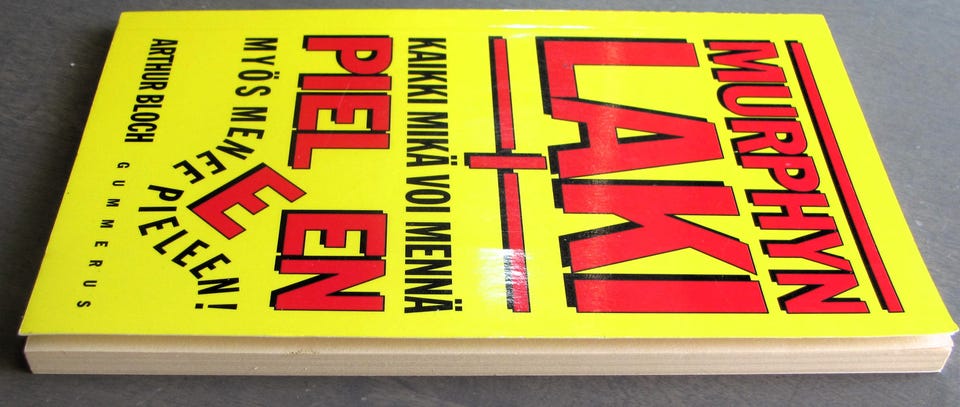 MURPHYN
LAKI
KAIKKI MIKÄ VOI MENNÄ
PIELEEN
MYÖS MENEE PIELEEN!
ARTHUR BLOCH
GUMMERUS